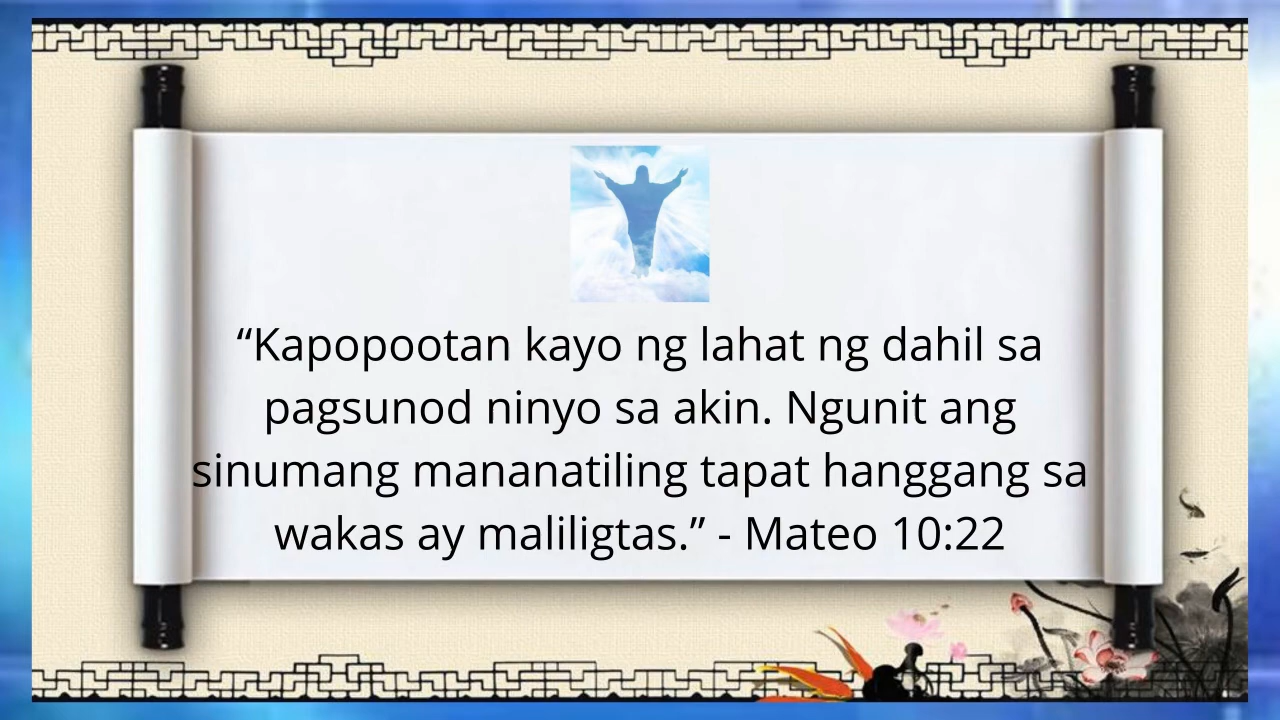 “Kapopootan kayo ng lahat ng dahil sa
pagsunod ninyo sa akin. Ngunit ang
sinumang mananatiling tapat hanggang sa
wakas ay maliligtas.” - Mateo 10:22